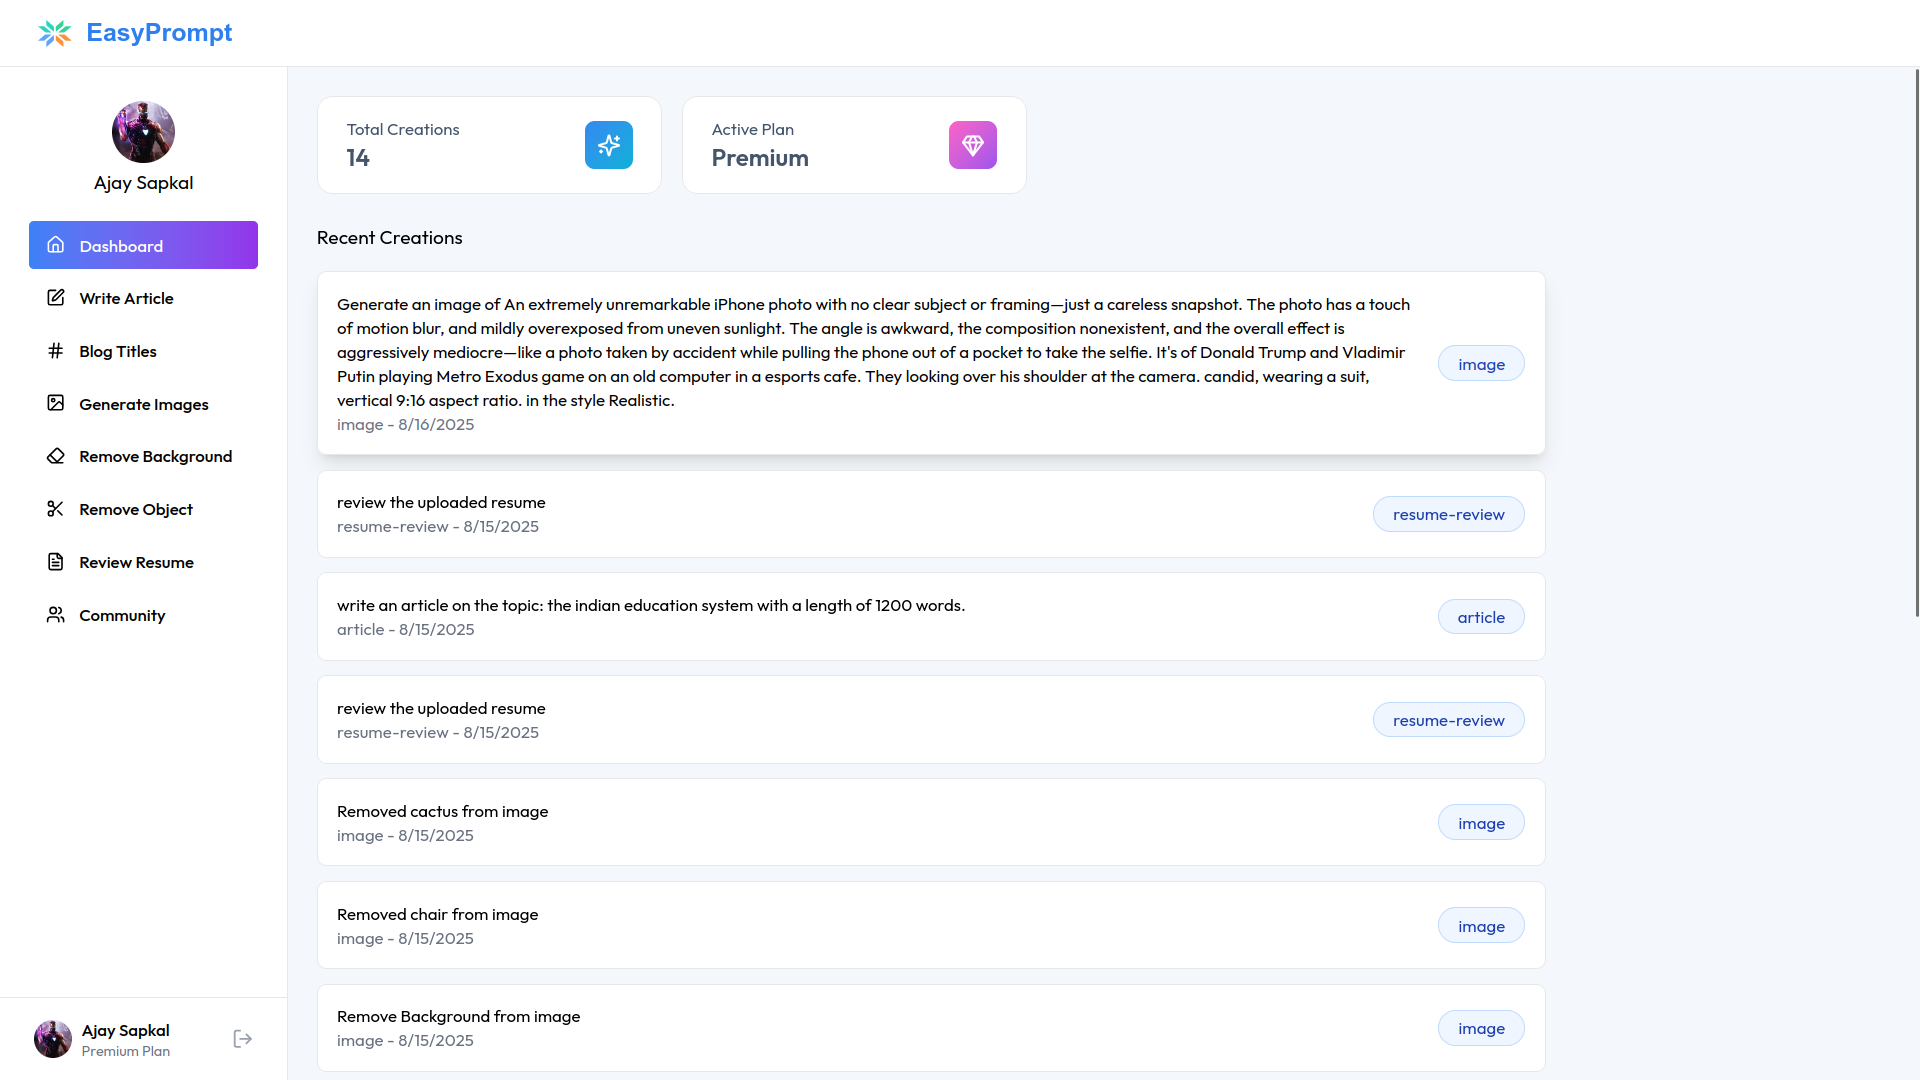 EasyPrompt
Ajay Sapkal
Dashboard
Write Article
Blog Titles
Generate Images
Remove Background
Remove Object
Review Resume
Community
Ajay Sapkal
Premium Plan
Total Creations
14
Active Plan
Premium
Recent Creations
Generate an image of An extremely unremarkable iPhone photo with no clear subject or framing—just a careless snapshot. The photo has a touch
of motion blur, and mildly overexposed from uneven sunlight. The angle is awkward, the composition nonexistent, and the overall effect is
aggressively mediocre—like a photo taken by accident while pulling the phone out of a pocket to take the selfie. It's of Donald Trump and Vladimir
Putin playing Metro Exodus game on an old computer in a esports cafe. They looking over his shoulder at the camera. candid, wearing a suit,
vertical 9:16 aspect ratio. in the style Realistic.
image - 8/16/2025
image
review the uploaded resume
resume-review - 8/15/2025
resume-review
write an article on the topic: the indian education system with a length of 1200 words.
article - 8/15/2025
article
review the uploaded resume
resume-review - 8/15/2025
resume-review
Removed cactus from image
image - 8/15/2025
image
Removed chair from image
image - 8/15/2025
image
Remove Background from image
image - 8/15/2025
image